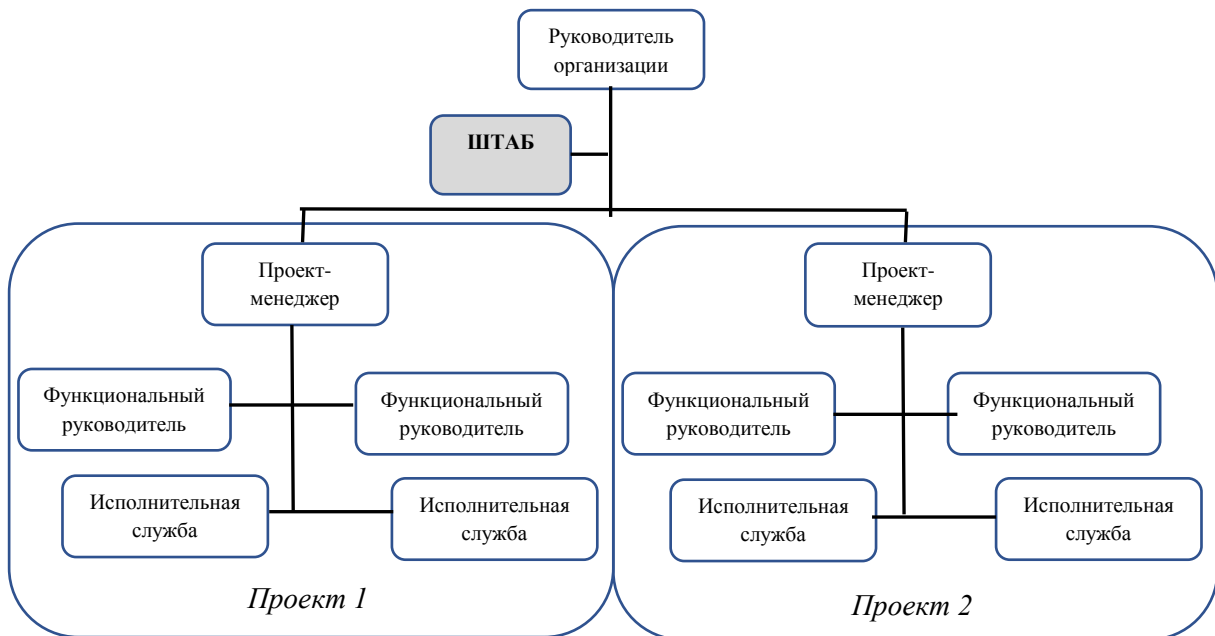 Руководитель
организации
ШТАБ
Проект-
менеджер
Функциональный
руководитель
Функциональный
руководитель
Исполнительная
служба
Исполнительная
служба
Проект 1
Проект-
менеджер
Функциональный
руководитель
Функциональный
руководитель
Исполнительная
служба
Исполнительная
служба
Проект 2